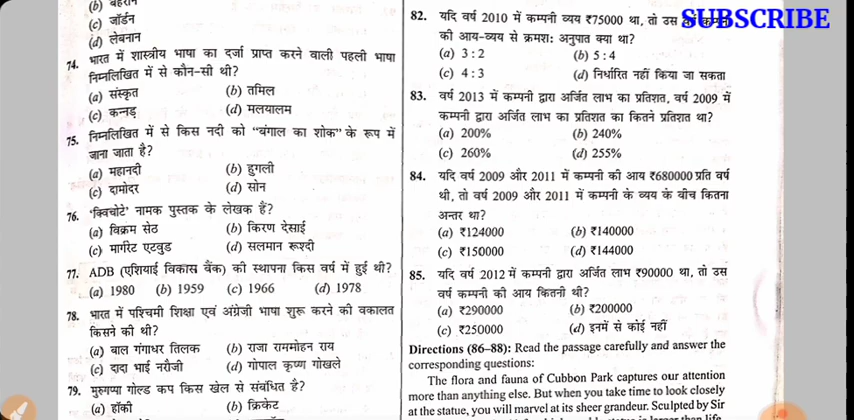 (b) बहरीन
(c) जॉर्डन
(d) लेबनान
74. भारत में शास्त्रीय भाषा का दर्जा प्राप्त करने वाली पहली भाषा
निम्नलिखित में से कौन-सी थी?
(a) संस्कृत (b) तमिल
(c) कन्नड़ (d) मलयालम
75. निम्नलिखित में से किस नदी को “बंगाल का शोक” के रूप में
जाना जाता है?
(a) महानदी (b) हुगली
(c) दामोदर (d) सोन
76. ‘क्विचोटे’ नामक पुस्तक के लेखक हैं?
(a) विक्रम सेठ (b) किरण देसाई
(c) मार्गरेट एटवुड (d) सलमान रूश्दी
77. ADB (एशियाई विकास बैंक) की स्थापना किस वर्ष में हुई थी?
(a) 1980 (b) 1959 (c) 1966 (d) 1978
78. भारत में पश्चिमी शिक्षा एवं अंग्रेजी भाषा शुरू करने की वकालत
किसने की थी?
(a) बाल गंगाधर तिलक (b) राजा राममोहन राय
(c) दादा भाई नरौजी (d) गोपाल कृष्ण गोखले
79. मुरुगप्पा गोल्ड कप किस खेल से संबंधित है?
(a) हॉकी (b) क्रिकेट
SUBSCRIBE
82. यदि वर्ष 2010 में कम्पनी व्यय ₹75000 था, तो उस
की आय-व्यय से क्रमशः अनुपात क्या था?
(a) 3 : 2 (b) 5 : 4
(c) 4 : 3 (d) निर्धारित नहीं किया जा सकता
83. वर्ष 2013 में कम्पनी द्वारा अर्जित लाभ का प्रतिशत, वर्ष 2009 में
कम्पनी द्वारा अर्जित लाभ का प्रतिशत का कितने प्रतिशत था?
(a) 200% (b) 240%
(c) 260% (d) 255%
84. यदि वर्ष 2009 और 2011 में कम्पनी की आय ₹680000 प्रति वर्ष
थी, तो वर्ष 2009 और 2011 में कम्पनी के व्यय के बीच कितना
अन्तर था?
(a) ₹124000 (b) ₹140000
(c) ₹150000 (d) ₹144000
85. यदि वर्ष 2012 में कम्पनी द्वारा अर्जित लाभ ₹90000 था, तो उस
वर्ष कम्पनी की आय कितनी थी?
(a) ₹290000 (b) ₹200000
(c) ₹250000 (d) इनमें से कोई नहीं
Directions (86–88): Read the passage carefully and answer the
corresponding questions:
The flora and fauna of Cubbon Park captures our attention
more than anything else. But when you take time to look closely
at the statue, you will marvel at its sheer grandeur. Sculpted by Sir